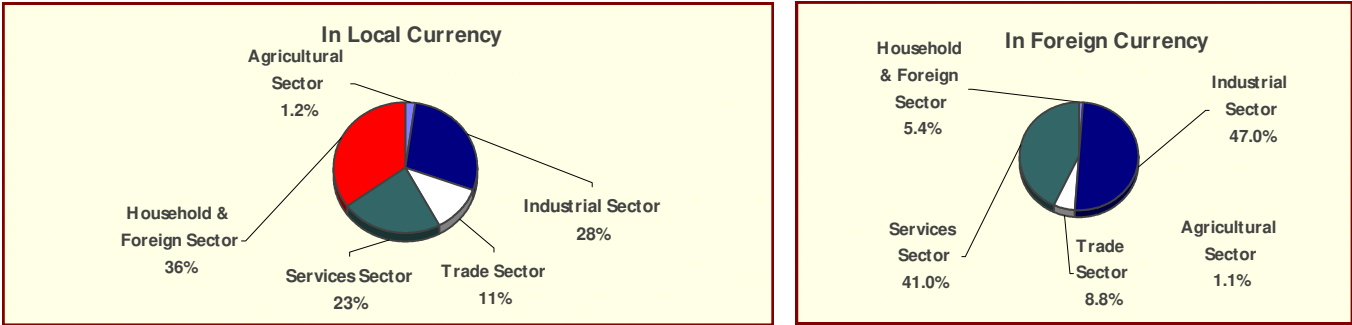 In Local Currency
Agricultural
Sector
1.2%
Industrial Sector
28%
Trade Sector
11%
Services Sector
23%
Household &
Foreign Sector
36%
In Foreign Currency
Household
& Foreign
Sector
5.4%
Industrial
Sector
47.0%
Agricultural
Sector
1.1%
Trade
Sector
8.8%
Services
Sector
41.0%